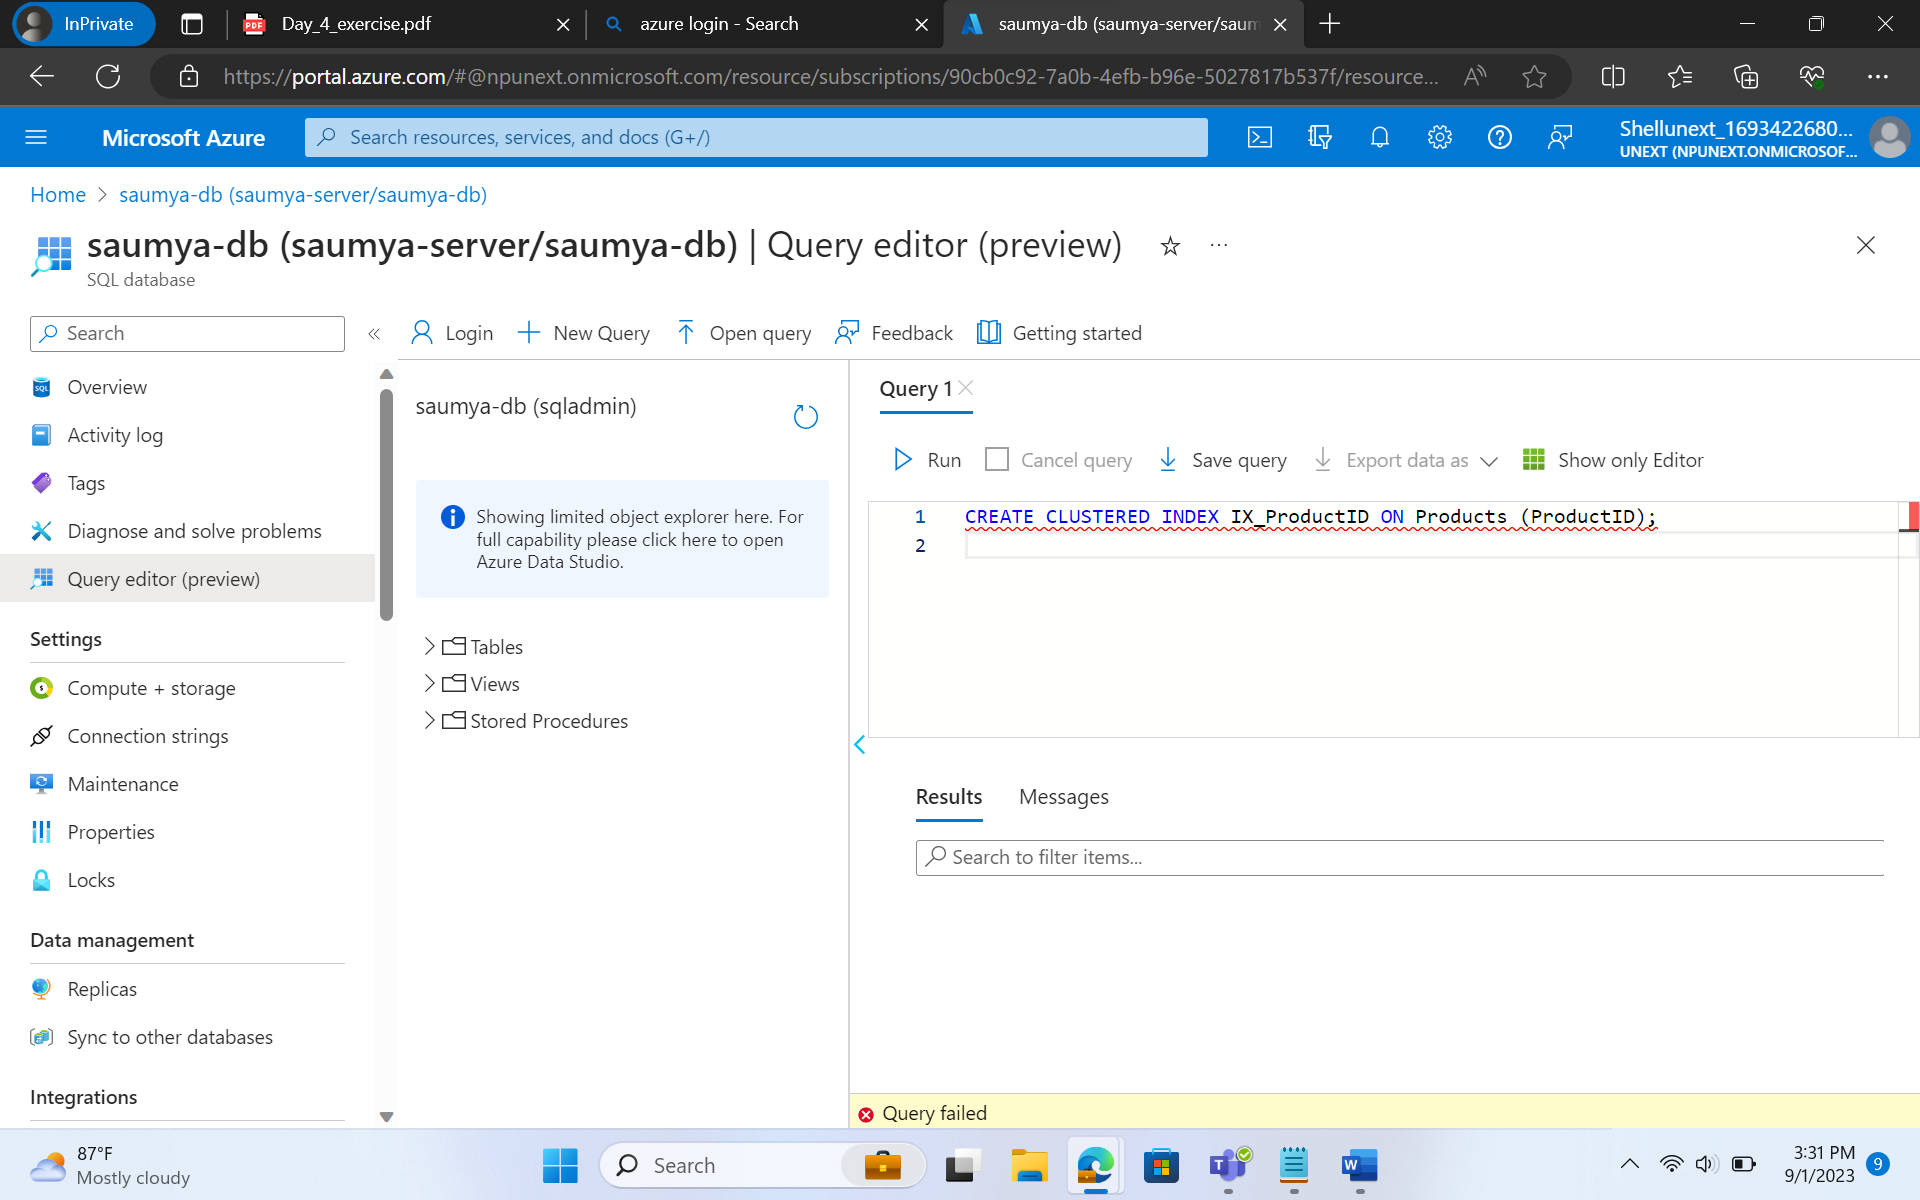 InPrivate
Day_4_exercise.pdf
azure login - Search
saumya-db (saumya-server/saum
https://portal.azure.com/#@npunext.onmicrosoft.com/resource/subscriptions/90cb0c92-7a0b-4efb-b96e-5027817b537f/resource...
Microsoft Azure
Search resources, services, and docs (G+/)
Shellunext_1693422680...
UNEXT (NPUNEXT.ONMICROSOF...
Home > saumya-db (saumya-server/saumya-db)
saumya-db (saumya-server/saumya-db) | Query editor (preview)
SQL database
Search
Login
New Query
Open query
Feedback
Getting started
Overview
Activity log
Tags
Diagnose and solve problems
Query editor (preview)
Settings
Compute + storage
Connection strings
Maintenance
Properties
Locks
Data management
Replicas
Sync to other databases
Integrations
saumya-db (sqladmin)
Showing limited object explorer here. For
full capability please click here to open
Azure Data Studio.
Tables
Views
Stored Procedures
Query 1
Run
Cancel query
Save query
Export data as
Show only Editor
1 CREATE CLUSTERED INDEX IX_ProductID ON Products (ProductID);
2
Results
Messages
Search to filter items...
Query failed
87°F
Mostly cloudy
Search
3:31 PM
9/1/2023
9